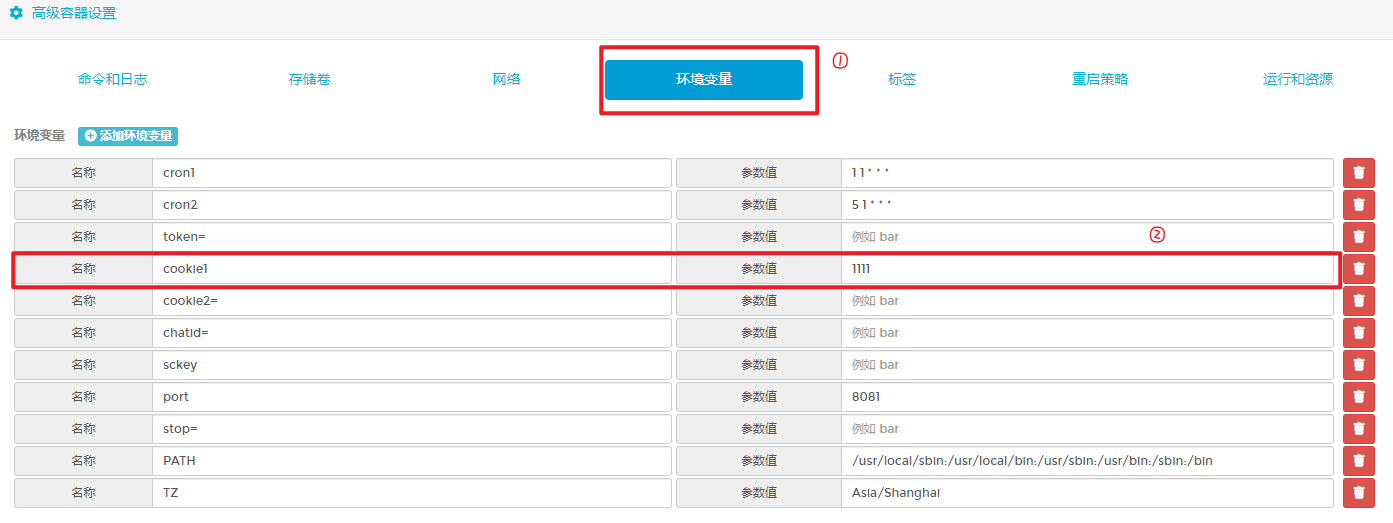 高级容器设置
① 
命令和日志 存储卷 网络 环境变量 标签 重启策略 运行和资源
环境变量 添加环境变量
名称 cron1 参数值 1 1 * * *
名称 cron2 参数值 5 1 * * *
名称 token= 参数值 例如 bar ②
名称 cookie1 参数值 1111
名称 cookie2= 参数值 例如 bar
名称 chatid= 参数值 例如 bar
名称 sckey 参数值 例如 bar
名称 port 参数值 8081
名称 stop= 参数值 例如 bar
名称 PATH 参数值 /usr/local/sbin:/usr/local/bin:/usr/sbin:/usr/bin:/sbin:/bin
名称 TZ 参数值 Asia/Shanghai